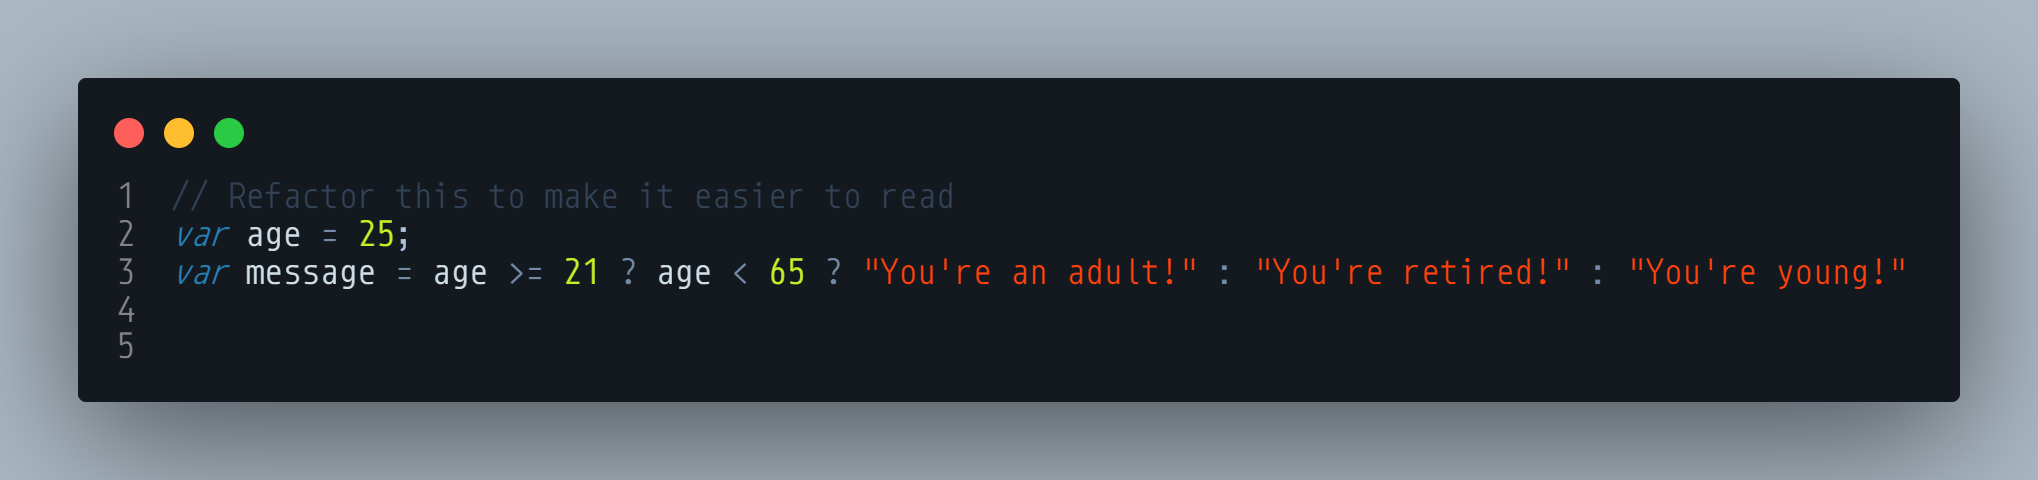 1 // Refactor this to make it easier to read
2 var age = 25;
3 var message = age >= 21 ? age < 65 ? "You're an adult!" : "You're retired!" : "You're young!"
4
5